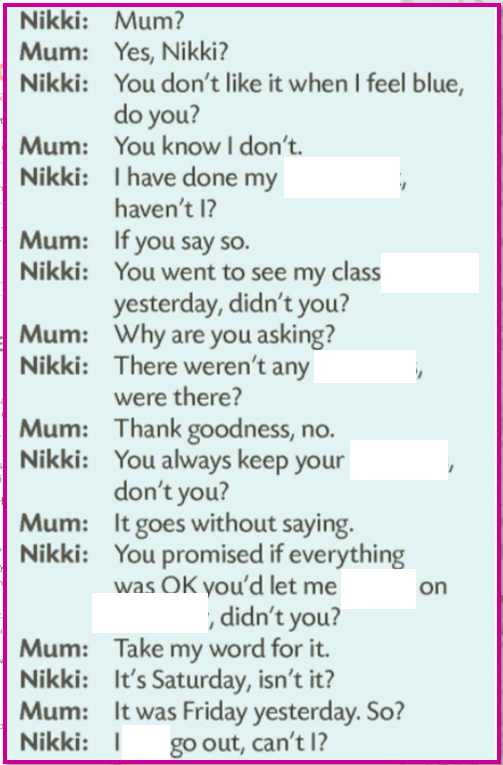 Nikki: Mum?
Mum: Yes, Nikki?
Nikki: You don't like it when I feel blue,
do you?
Mum: You know I don't.
Nikki: I have done my ,
haven't I?
Mum: If you say so.
Nikki: You went to see my class
yesterday, didn't you?
Mum: Why are you asking?
Nikki: There weren't any ,
were there?
Mum: Thank goodness, no.
Nikki: You always keep your ,
don't you?
Mum: It goes without saying.
Nikki: You promised if everything
was OK you'd let me on
, didn't you?
Mum: Take my word for it.
Nikki: It's Saturday, isn't it?
Mum: It was Friday yesterday. So?
Nikki: I go out, can't I?